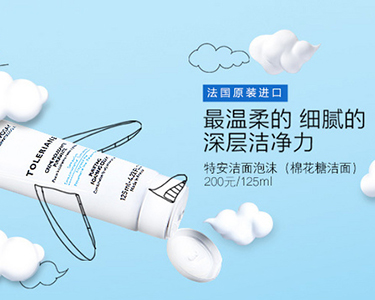 法国原装进口
最温柔的 细腻的
深层洁净力
特安洁面泡沫（棉花糖洁面）
200元/125ml
TOLERIAN